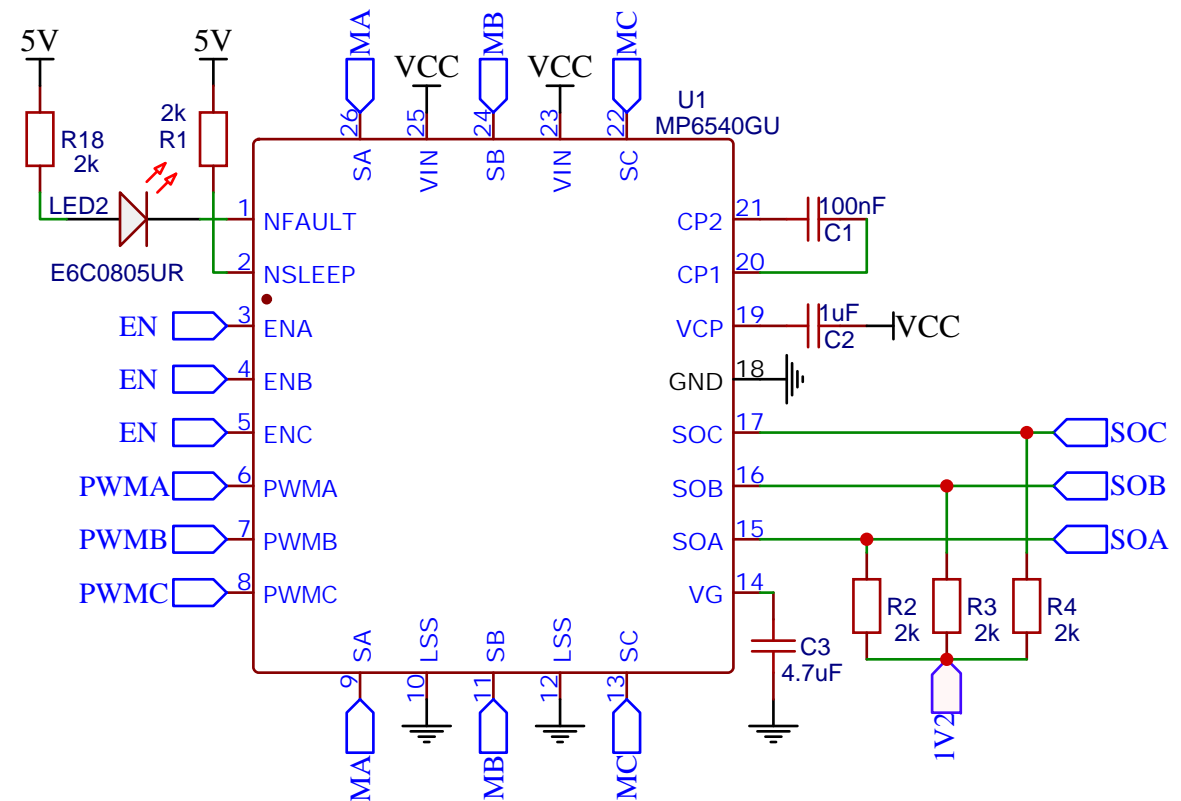 5V
5V
MA
MB
MC
VCC
VCC
U1
MP6540GU
R18
2k
2k
R1
26
25
24
23
22
SA
VIN
SB
VIN
SC
LED2
E6C0805UR
1
NFAULT
2
NSLEEP
EN
3
ENA
EN
4
ENB
EN
5
ENC
PWMA
6
PWMA
PWMB
7
PWMB
PWMC
8
PWMC
CP2
21
100nF
C1
CP1
20
VCP
19
1uF
C2
VCC
GND
18
SOC
17
SOC
SOB
16
SOB
SOA
15
SOA
VG
14
R2
2k
R3
2k
R4
2k
C3
4.7uF
SA
LSS
SB
LSS
SC
9
10
11
12
13
MA
MB
MC
1V2